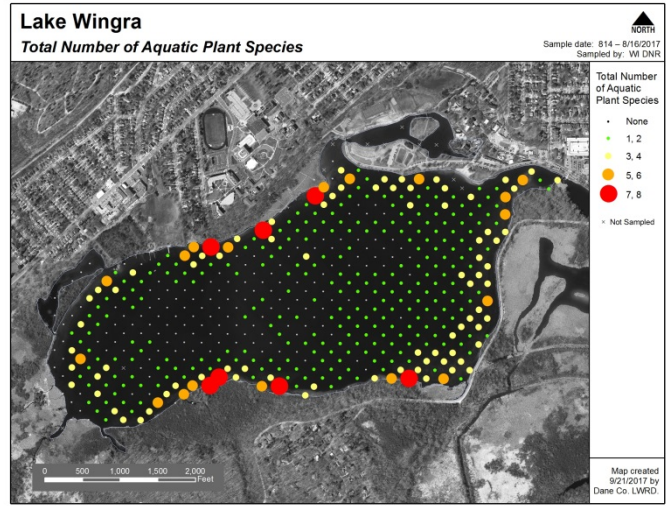 Lake Wingra
Total Number of Aquatic Plant Species
NORTH
Sample date: 814 – 8/16/2017
Sampled by: WI DNR
Total Number
of Aquatic
Plant Species
None
1, 2
3, 4
5, 6
7, 8
Not Sampled
0 500 1,000 1,500 2,000
Feet
Map created
9/21/2017 by
Dane Co. LWRD.